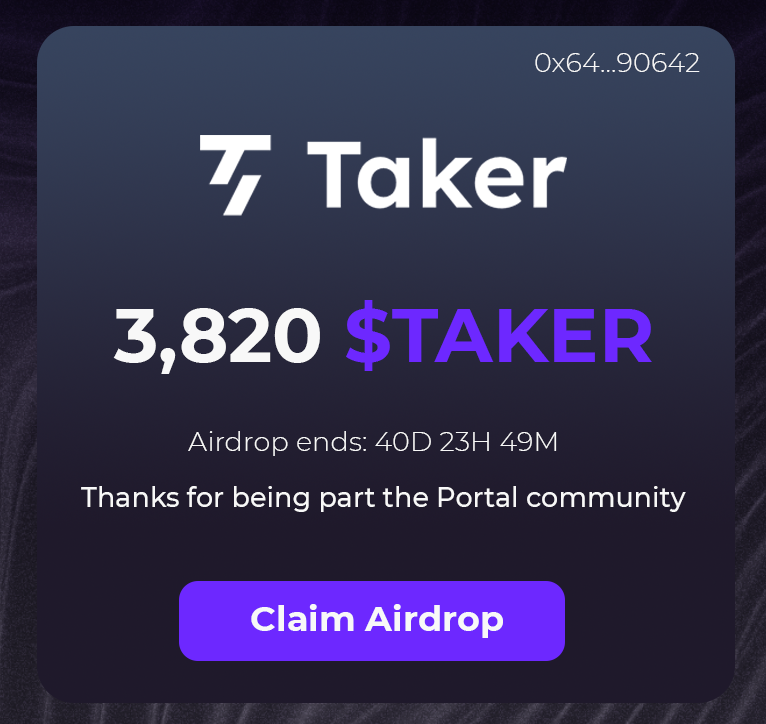 0x64...90642
Taker
3,820 $TAKER
Airdrop ends: 40D 23H 49M
Thanks for being part the Portal community
Claim Airdrop